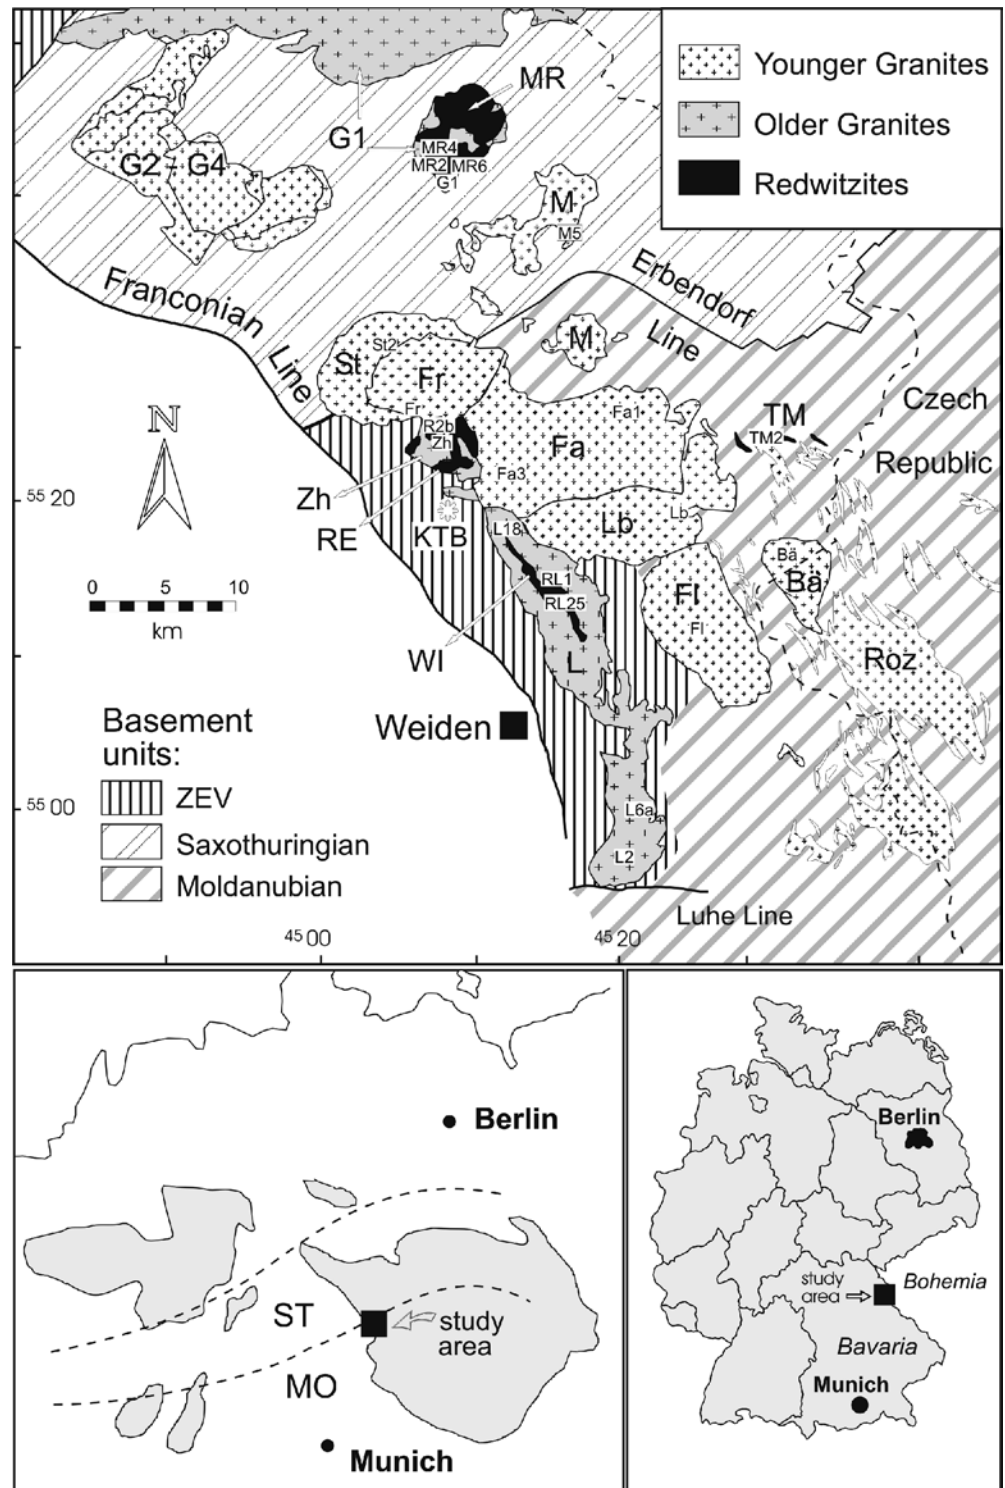 Younger Granites
Older Granites
Redwitzites
MR
G1
MR4
MR2 MR6
G1
G2 - G4
M
M5
Franconian
Line
Erbendorf
Line
M
St2
St
Fr
Fr
R2b
Zh
Fa1
Fa
Fa3
TM
TM2
Czech
Republic
N
55 20
Zh
RE
KTB
L18
Lb
Lb
Bä
Bä
0 5 10
km
RL1
RL25
Fl
Fl
WI
L
Roz
Weiden
Basement
units:
ZEV
Saxothuringian
Moldanubian
55 00
L6a
L2
45 00
45 20
Luhe Line
Berlin
ST
study
area
MO
Munich
Berlin
study
area
Bohemia
Bavaria
Munich